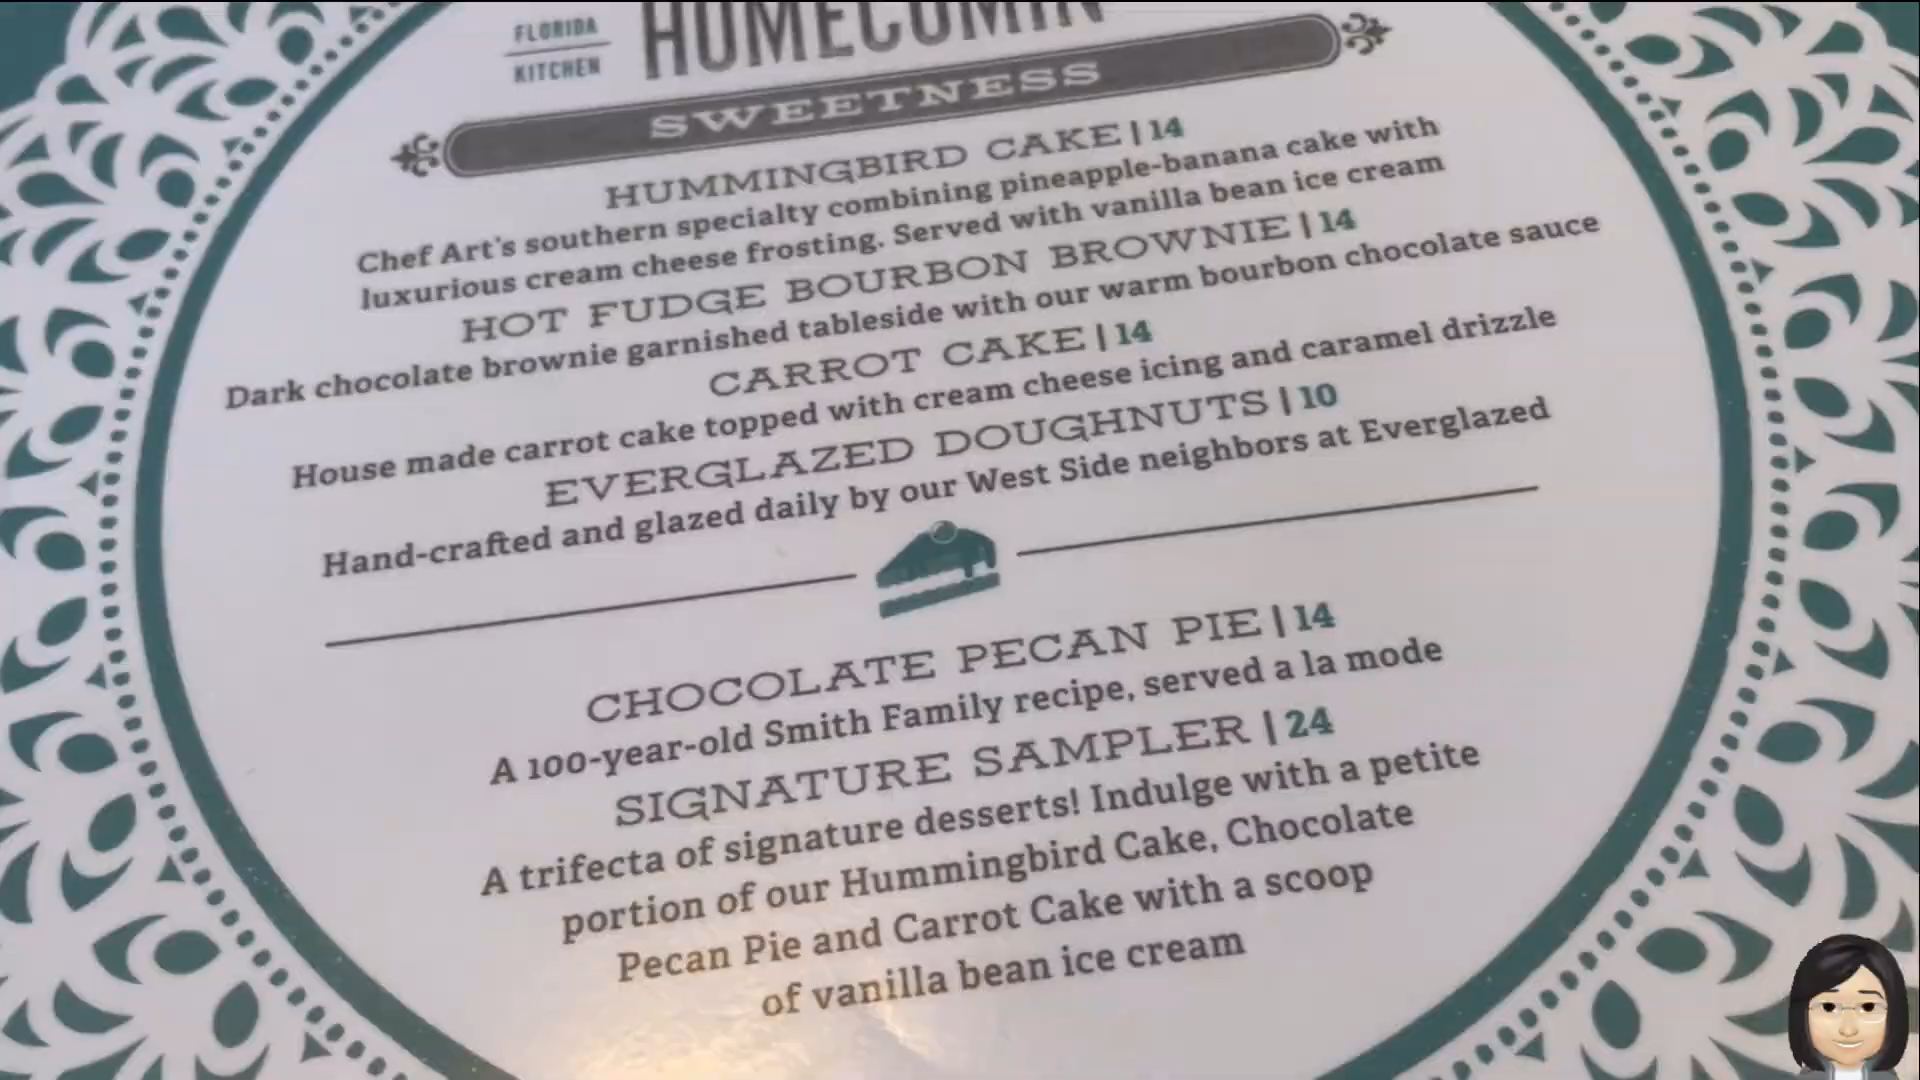 FLORIDA
KITCHEN
HOMECOMIN
SWEETNESS
HUMMINGBIRD CAKE | 14
Chef Art's southern specialty combining pineapple-banana cake with
luxurious cream cheese frosting. Served with vanilla bean ice cream
HOT FUDGE BOURBON BROWNIE | 14
Dark chocolate brownie garnished tableside with our warm bourbon chocolate sauce
CARROT CAKE | 14
House made carrot cake topped with cream cheese icing and caramel drizzle
EVERGLAZED DOUGHNUTS | 10
Hand-crafted and glazed daily by our West Side neighbors at Everglazed
CHOCOLATE PECAN PIE | 14
A 100-year-old Smith Family recipe, served a la mode
SIGNATURE SAMPLER | 24
A trifecta of signature desserts! Indulge with a petite
portion of our Hummingbird Cake, Chocolate
Pecan Pie and Carrot Cake with a scoop
of vanilla bean ice cream